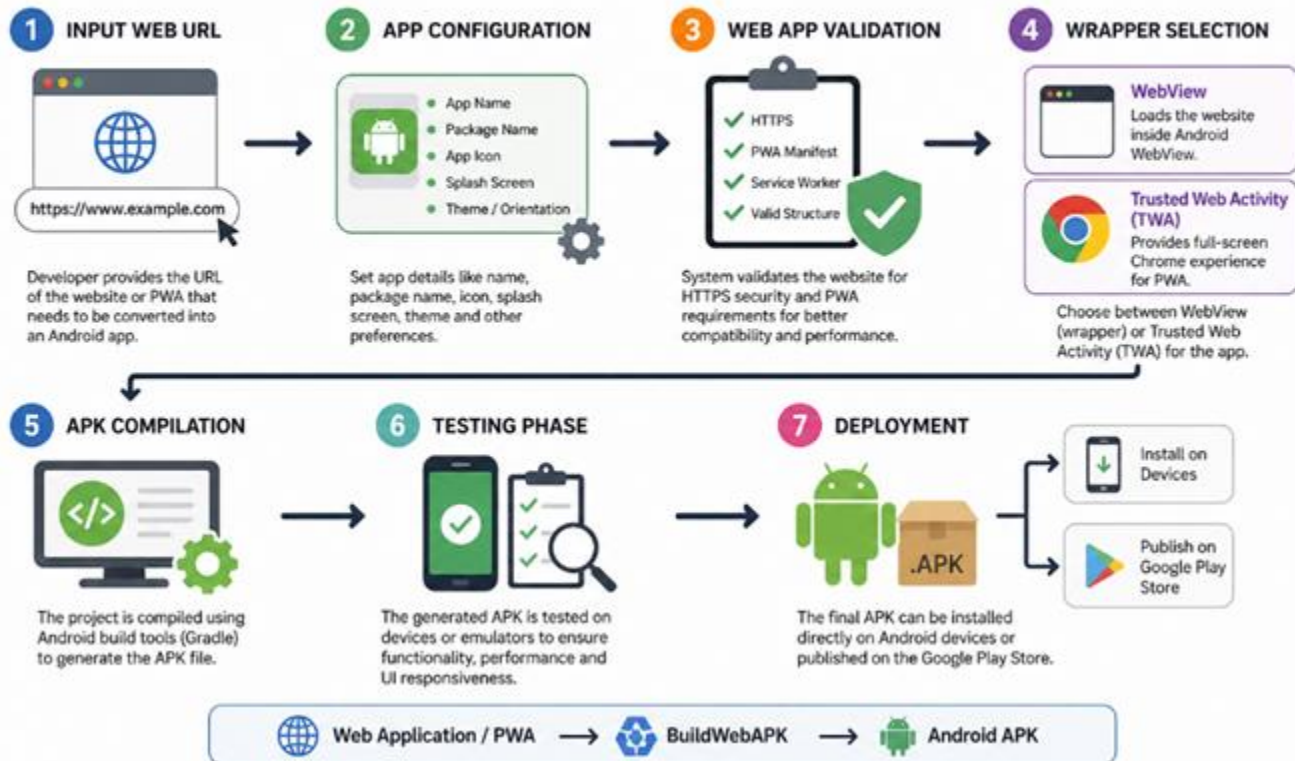 1 INPUT WEB URL
https://www.example.com
Developer provides the URL
of the website or PWA that
needs to be converted into
an Android app.
2 APP CONFIGURATION
App Name
Package Name
App Icon
Splash Screen
Theme / Orientation
Set app details like name,
package name, icon, splash
screen, theme and other
preferences.
3 WEB APP VALIDATION
HTTPS
PWA Manifest
Service Worker
Valid Structure
System validates the website for
HTTPS security and PWA
requirements for better
compatibility and performance.
4 WRAPPER SELECTION
WebView
Loads the website
inside Android
WebView.
Trusted Web Activity
(TWA)
Provides full-screen
Chrome experience
for PWA.
Choose between WebView
(wrapper) or Trusted Web
Activity (TWA) for the app.
5 APK COMPILATION
</>
The project is compiled using
Android build tools (Gradle)
to generate the APK file.
6 TESTING PHASE
The generated APK is tested on
devices or emulators to ensure
functionality, performance and
UI responsiveness.
7 DEPLOYMENT
.APK
The final APK can be installed
directly on Android devices or
published on the Google Play Store.
Install on
Devices
Publish on
Google Play
Store
Web Application / PWA → BuildWebAPK → Android APK